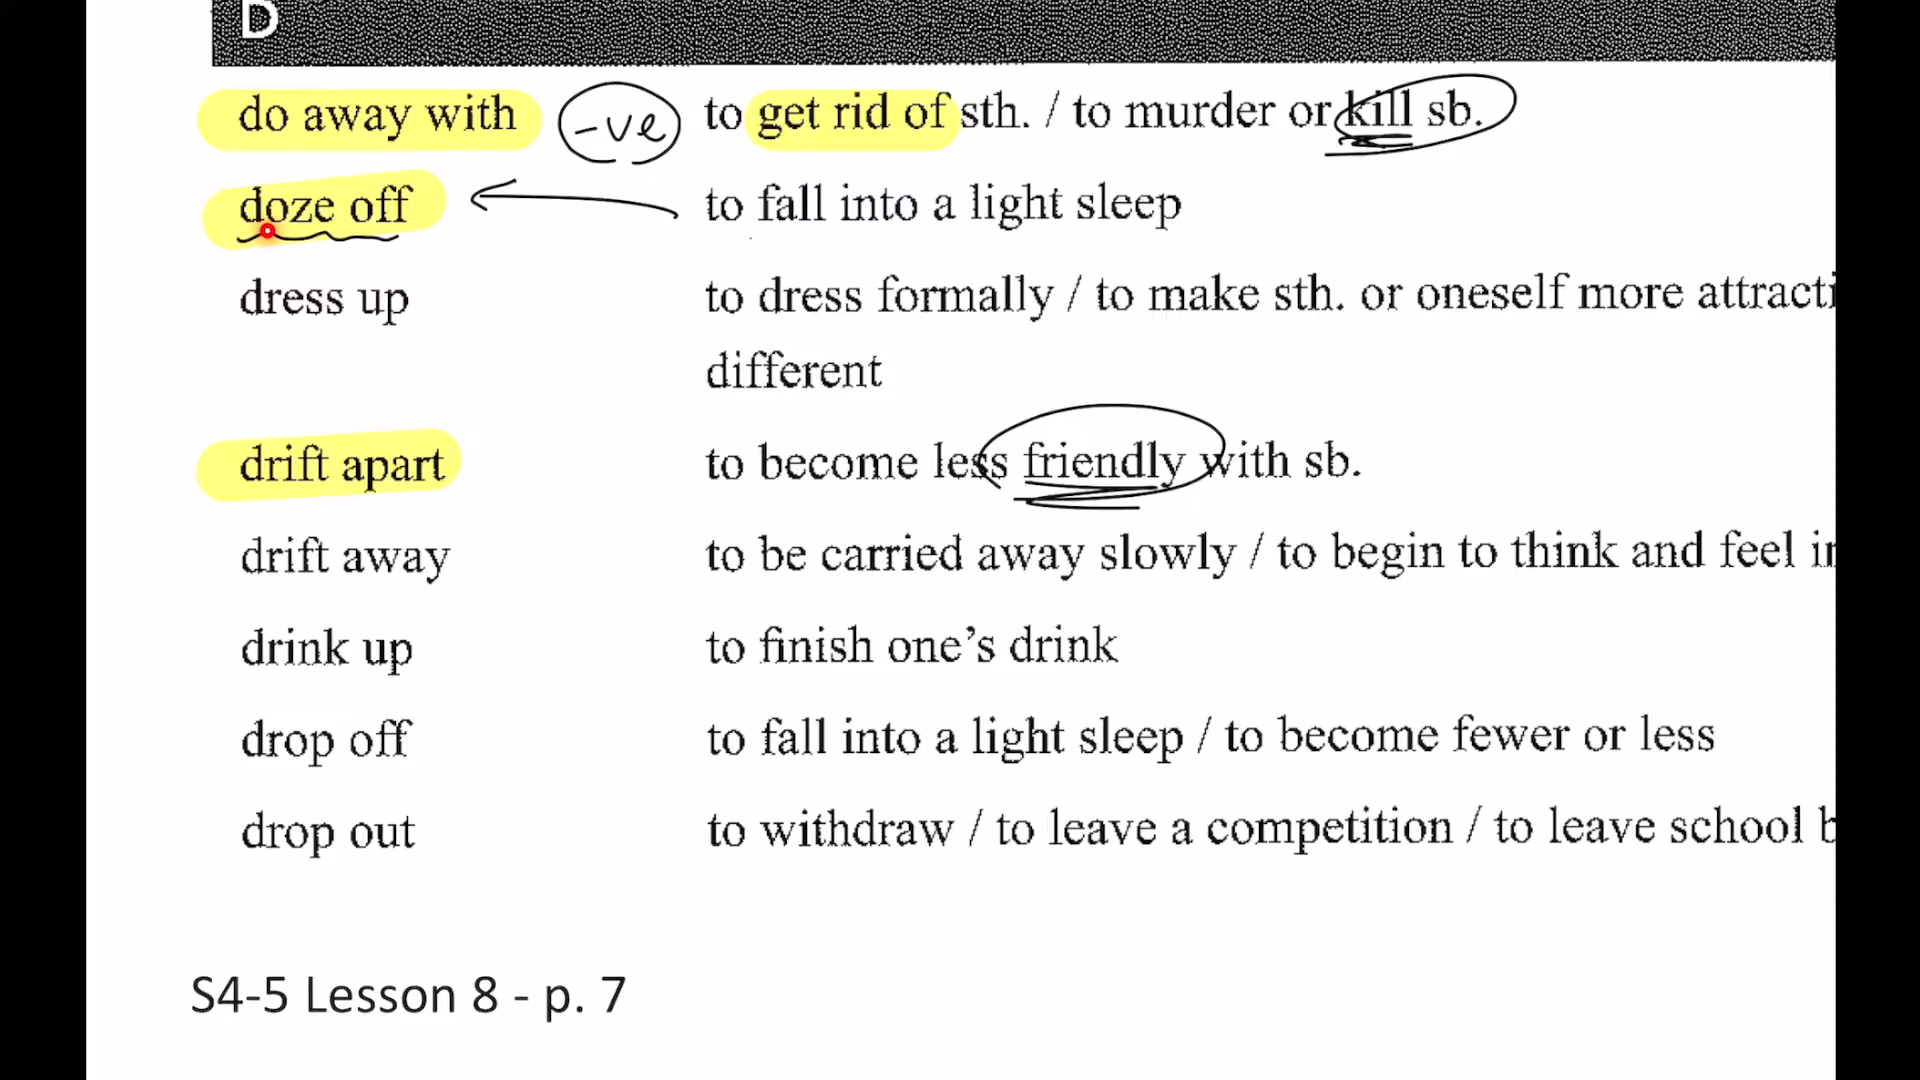 D
do away with -ve to get rid of sth. / to murder or kill sb.
doze off to fall into a light sleep
dress up to dress formally / to make sth. or oneself more attracti
different
drift apart to become less friendly with sb.
drift away to be carried away slowly / to begin to think and feel in
drink up to finish one's drink
drop off to fall into a light sleep / to become fewer or less
drop out to withdraw / to leave a competition / to leave school b
S4-5 Lesson 8 - p. 7